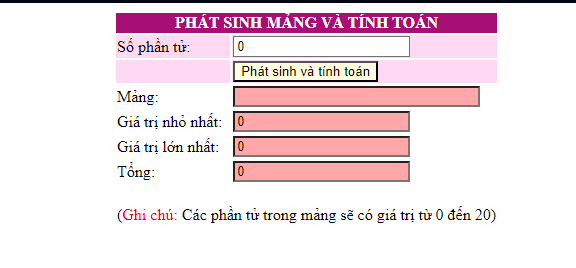 PHÁT SINH MẢNG VÀ TÍNH TOÁN
Số phần tử: 0
Phát sinh và tính toán
Mảng:
Giá trị nhỏ nhất: 0
Giá trị lớn nhất: 0
Tổng: 0
(Ghi chú: Các phần tử trong mảng sẽ có giá trị từ 0 đến 20)